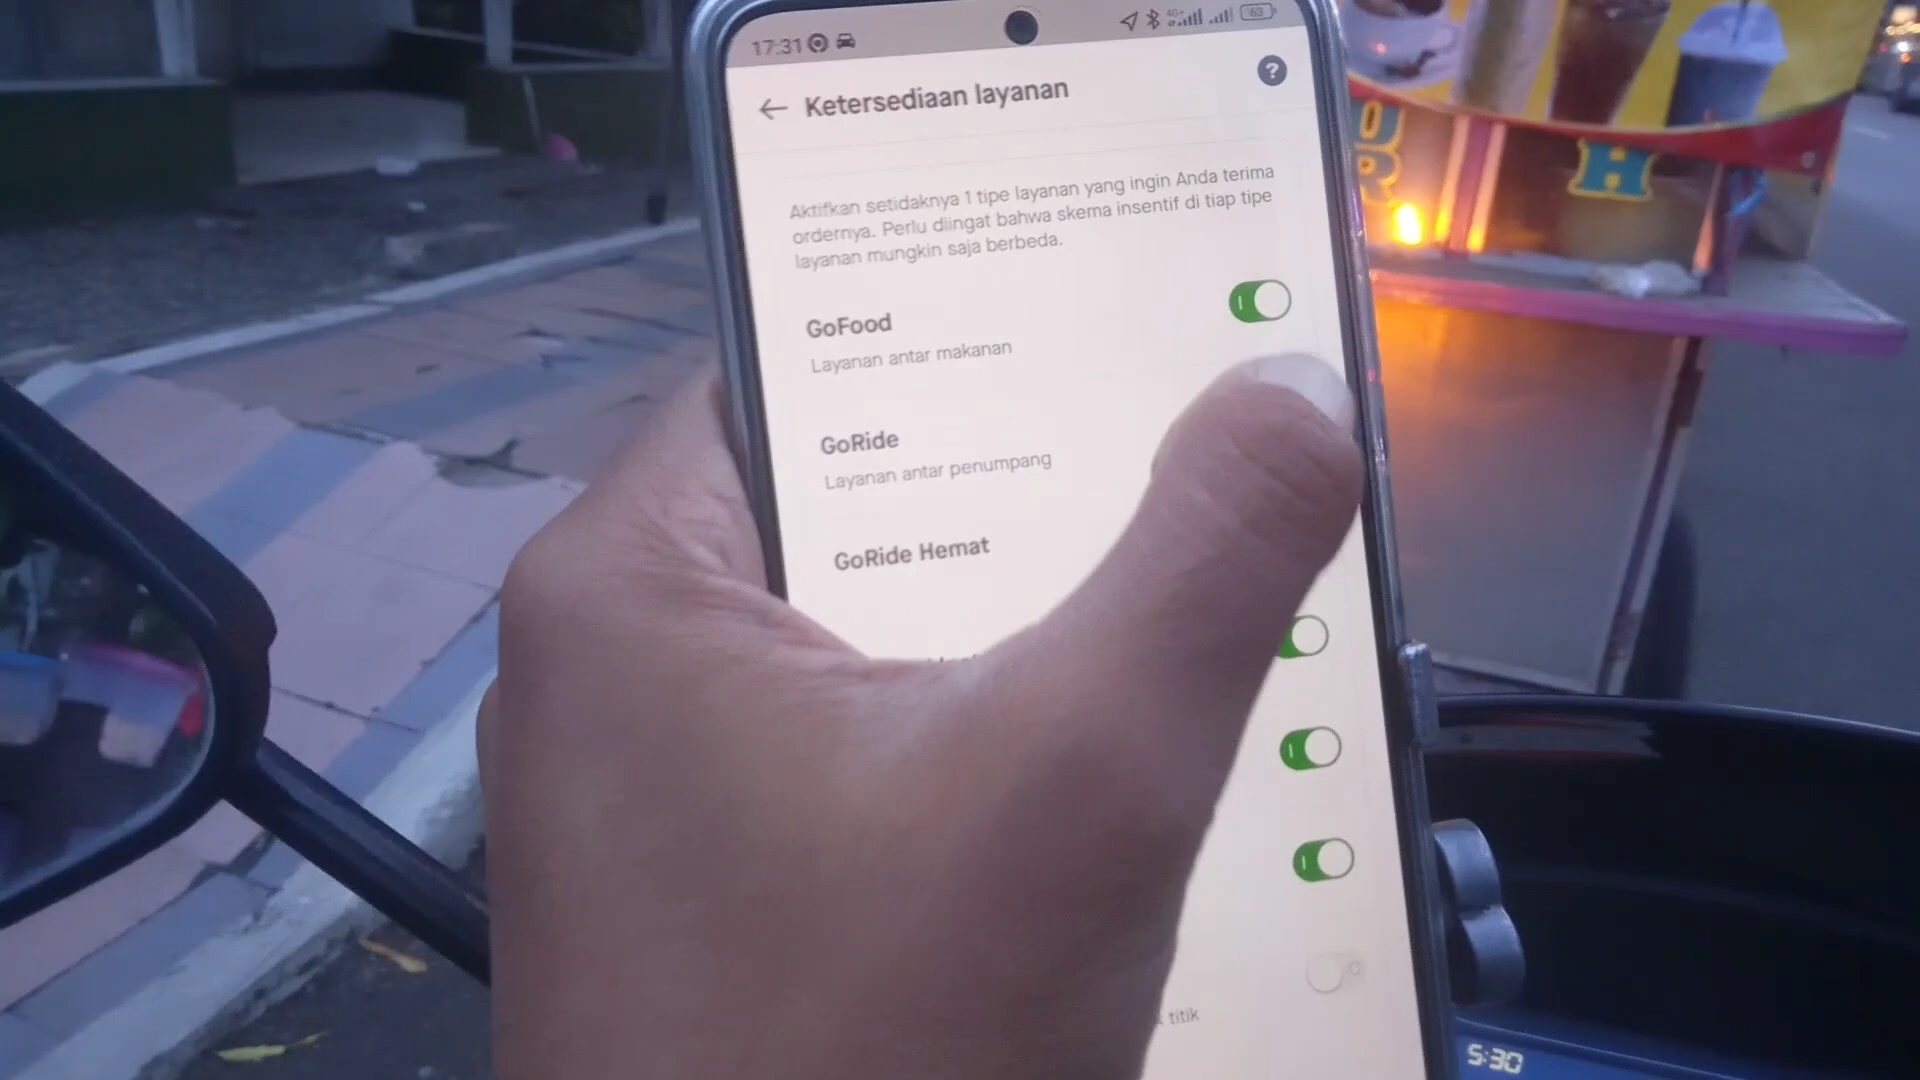 17:31
4G+
63
Ketersediaan layanan
?
Aktifkan setidaknya 1 tipe layanan yang ingin Anda terima
ordernya. Perlu diingat bahwa skema insentif di tiap tipe
layanan mungkin saja berbeda.
GoFood
Layanan antar makanan
GoRide
Layanan antar penumpang
GoRide Hemat
titik
U
R
H
5:30